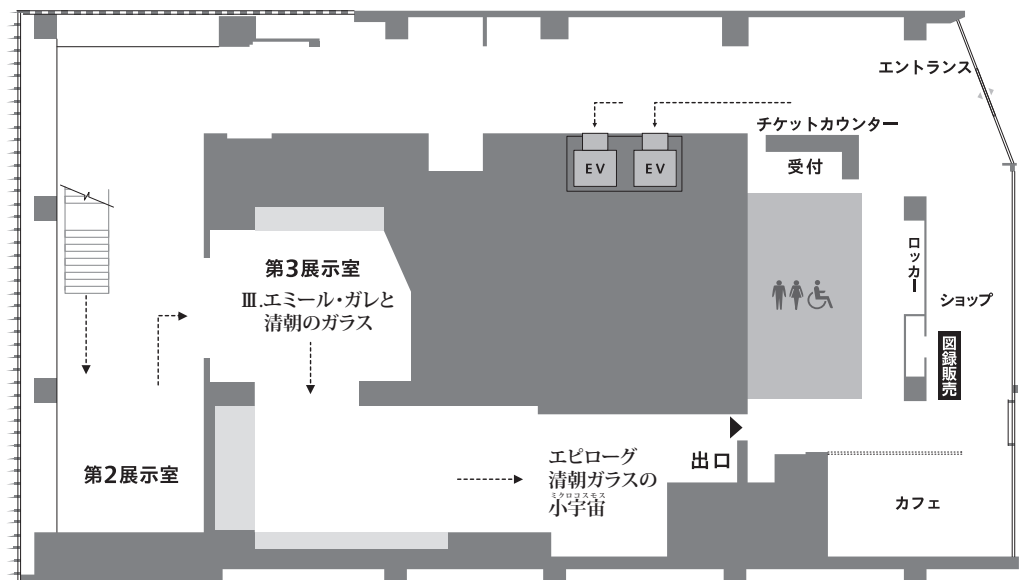 エントランス
チケットカウンター
受付
EV
EV
ロッカー
ショップ
図録販売
第3展示室
Ⅲ.エミール・ガレと
清朝のガラス
第2展示室
エピローグ
清朝ガラスの
ミクロコスモス
小宇宙
出口
カフェ